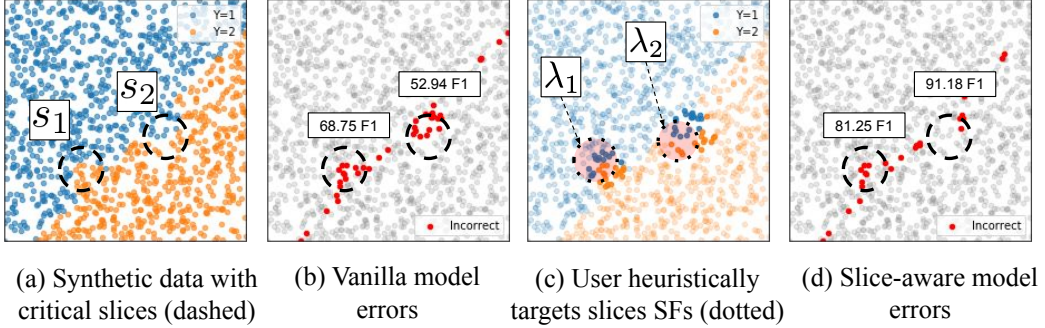 Y=1
Y=2
s₁
s₂
(a) Synthetic data with
critical slices (dashed)
52.94 F1
68.75 F1
Incorrect
(b) Vanilla model
errors
Y=1
Y=2
λ₁
λ₂
(c) User heuristically
targets slices SFs (dotted)
91.18 F1
81.25 F1
Incorrect
(d) Slice-aware model
errors